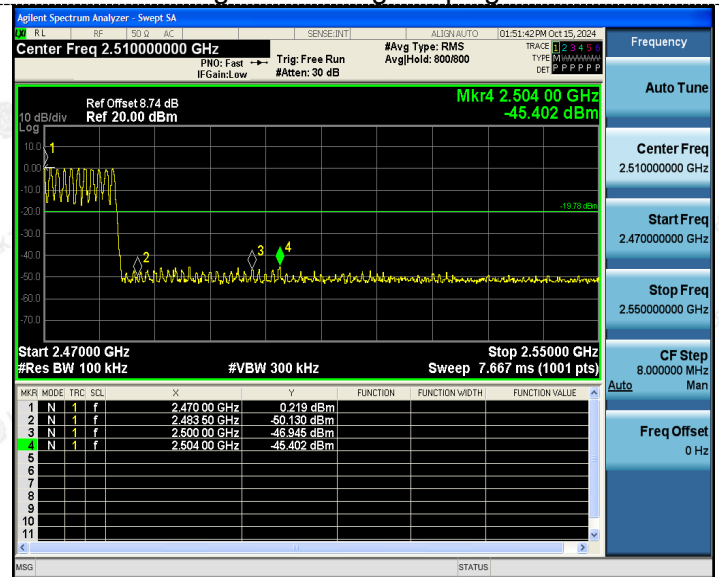 Agilent Spectrum Analyzer - Swept SA
RL RF 50 Ω AC SENSE:INT ALIGN AUTO 01:51:42 PM Oct 15, 2024
Center Freq 2.510000000 GHz
PNO: Fast
IFGain:Low
Trig: Free Run
#Atten: 30 dB
#Avg Type: RMS
Avg|Hold: 800/800
TRACE 1 2 3 4 5 6
TYPE M
DET P P P P P P
Ref Offset 8.74 dB
Ref 20.00 dBm
10 dB/div
Log
Mkr4 2.504 00 GHz
-45.402 dBm
10.0
0.00
-10.0
-20.0
-30.0
-40.0
-50.0
-60.0
-70.0
1
2
3
4
-19.78 dBm
Start 2.47000 GHz
Stop 2.55000 GHz
#Res BW 100 kHz #VBW 300 kHz Sweep 7.667 ms (1001 pts)
MKR MODE TRC SCL X Y FUNCTION FUNCTION WIDTH FUNCTION VALUE
1 N 1 f 2.470 00 GHz 0.219 dBm
2 N 1 f 2.483 50 GHz -50.130 dBm
3 N 1 f 2.500 00 GHz -46.945 dBm
4 N 1 f 2.504 00 GHz -45.402 dBm
5
6
7
8
9
10
11
MSG STATUS
Frequency
Auto Tune
Center Freq
2.510000000 GHz
Start Freq
2.470000000 GHz
Stop Freq
2.550000000 GHz
CF Step
8.000000 MHz
Auto Man
Freq Offset
0 Hz